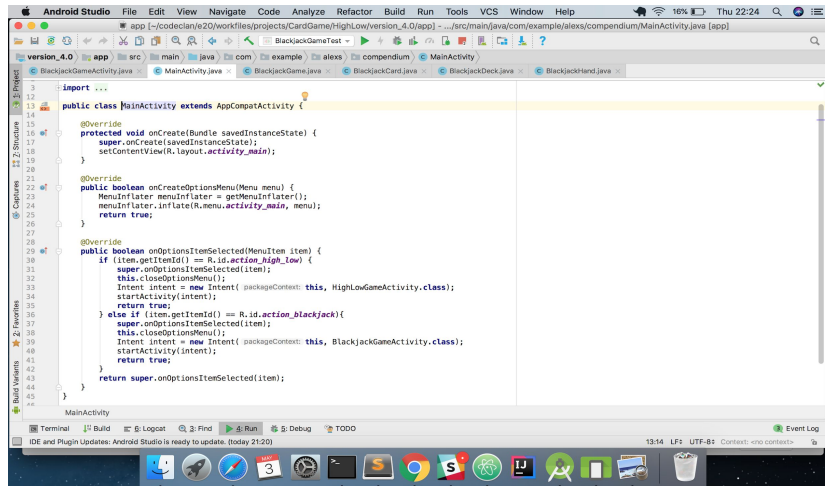 Android Studio File Edit View Navigate Code Analyze Refactor Build Run Tools VCS Window Help 16% Thu 22:24
app [~/codeclan/e20/workfiles/projects/CardGame/HighLow/version_4.0/app] - .../src/main/java/com/example/alexs/compendium/MainActivity.java [app]
BlackjackGameTest
version_4.0 app src main java com example alexs compendium MainActivity
BlackjackGameActivity.java MainActivity.java BlackjackGame.java BlackjackCard.java BlackjackDeck.java BlackjackHand.java
1: Project
7: Structure
Captures
2: Favorites
Build Variants
3 import ...
12
13 public class MainActivity extends AppCompatActivity {
14
15 @Override
16 protected void onCreate(Bundle savedInstanceState) {
17 super.onCreate(savedInstanceState);
18 setContentView(R.layout.activity_main);
19 }
20
21 @Override
22 public boolean onCreateOptionsMenu(Menu menu) {
23 MenuInflater menuInflater = getMenuInflater();
24 menuInflater.inflate(R.menu.activity_main, menu);
25 return true;
26 }
27
28 @Override
29 public boolean onOptionsItemSelected(MenuItem item) {
30 if (item.getItemId() == R.id.action_high_low) {
31 super.onOptionsItemSelected(item);
32 this.closeOptionsMenu();
33 Intent intent = new Intent( packageContext: this, HighLowGameActivity.class);
34 startActivity(intent);
35 return true;
36 } else if (item.getItemId() == R.id.action_blackjack){
37 super.onOptionsItemSelected(item);
38 this.closeOptionsMenu();
39 Intent intent = new Intent( packageContext: this, BlackjackGameActivity.class);
40 startActivity(intent);
41 return true;
42 }
43 return super.onOptionsItemSelected(item);
44 }
45 }
MainActivity
Terminal Build 6: Logcat 3: Find 4: Run 5: Debug TODO Event Log
IDE and Plugin Updates: Android Studio is ready to update. (today 21:20) 13:14 LF÷ UTF-8÷ Context: <no context>
MAY
3